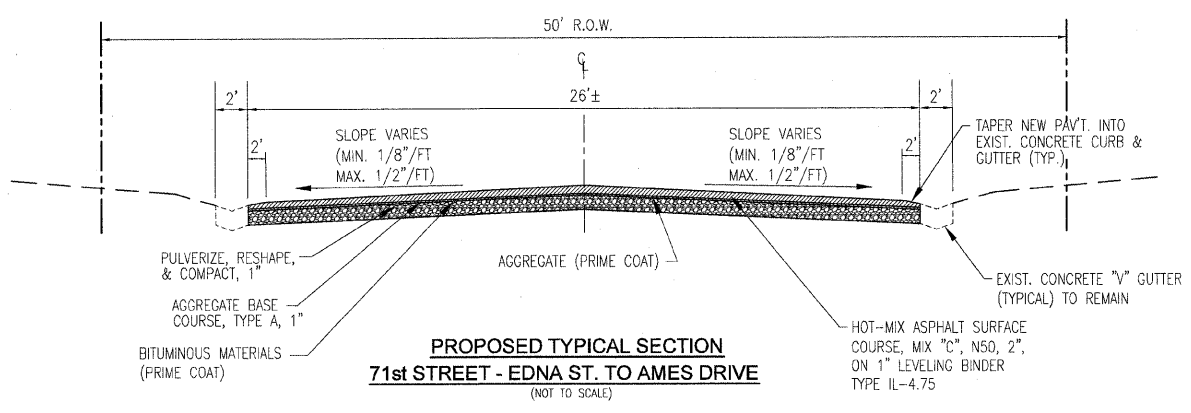 50' R.O.W.
℄
2'
26'±
2'
2'
SLOPE VARIES
(MIN. 1/8"/FT
MAX. 1/2"/FT)
SLOPE VARIES
(MIN. 1/8"/FT
MAX. 1/2"/FT)
2'
TAPER NEW PAV'T. INTO
EXIST. CONCRETE CURB &
GUTTER (TYP.)
PULVERIZE, RESHAPE,
& COMPACT, 1"
AGGREGATE (PRIME COAT)
EXIST. CONCRETE "V" GUTTER
(TYPICAL) TO REMAIN
AGGREGATE BASE
COURSE, TYPE A, 1"
BITUMINOUS MATERIALS
(PRIME COAT)
HOT-MIX ASPHALT SURFACE
COURSE, MIX "C", N50, 2",
ON 1" LEVELING BINDER
TYPE IL-4.75
PROPOSED TYPICAL SECTION
71st STREET - EDNA ST. TO AMES DRIVE
(NOT TO SCALE)